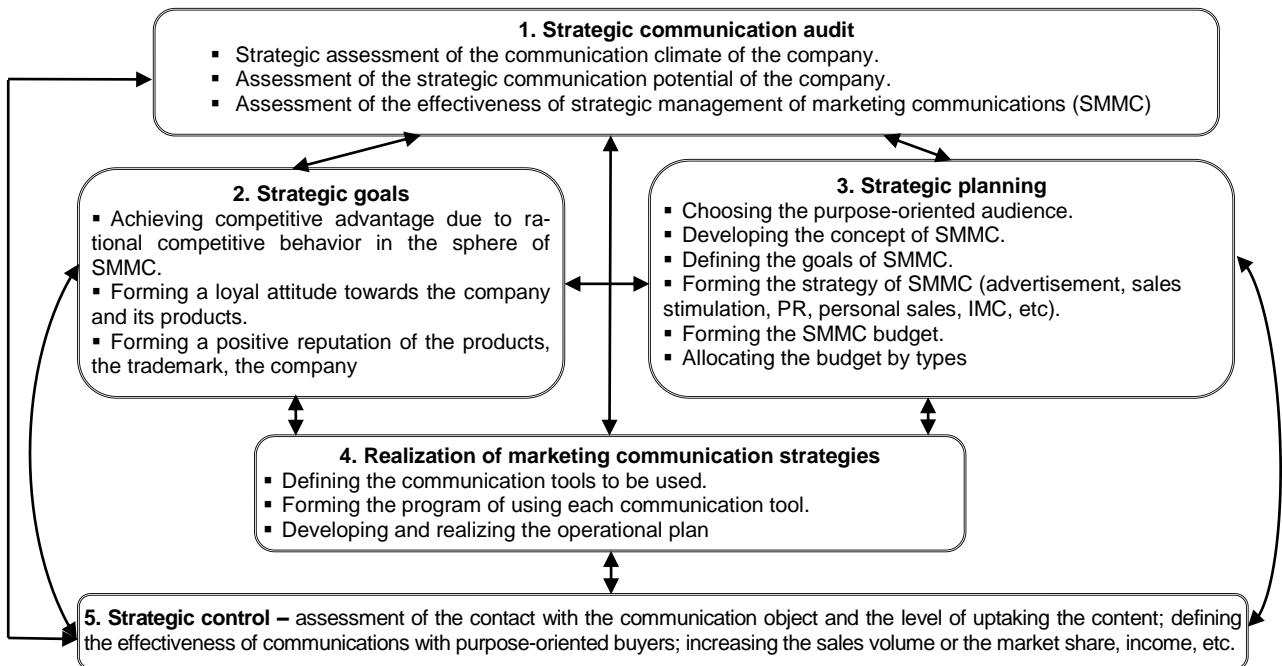 1. Strategic communication audit
▪ Strategic assessment of the communication climate of the company.
▪ Assessment of the strategic communication potential of the company.
▪ Assessment of the effectiveness of strategic management of marketing communications (SMMC)
2. Strategic goals
▪ Achieving competitive advantage due to ra-
tional competitive behavior in the sphere of
SMMC.
▪ Forming a loyal attitude towards the company
and its products.
▪ Forming a positive reputation of the products,
the trademark, the company
3. Strategic planning
▪ Choosing the purpose-oriented audience.
▪ Developing the concept of SMMC.
▪ Defining the goals of SMMC.
▪ Forming the strategy of SMMC (advertisement, sales
stimulation, PR, personal sales, IMC, etc).
▪ Forming the SMMC budget.
▪ Allocating the budget by types
4. Realization of marketing communication strategies
▪ Defining the communication tools to be used.
▪ Forming the program of using each communication tool.
▪ Developing and realizing the operational plan
5. Strategic control – assessment of the contact with the communication object and the level of uptaking the content; defining
the effectiveness of communications with purpose-oriented buyers; increasing the sales volume or the market share, income, etc.